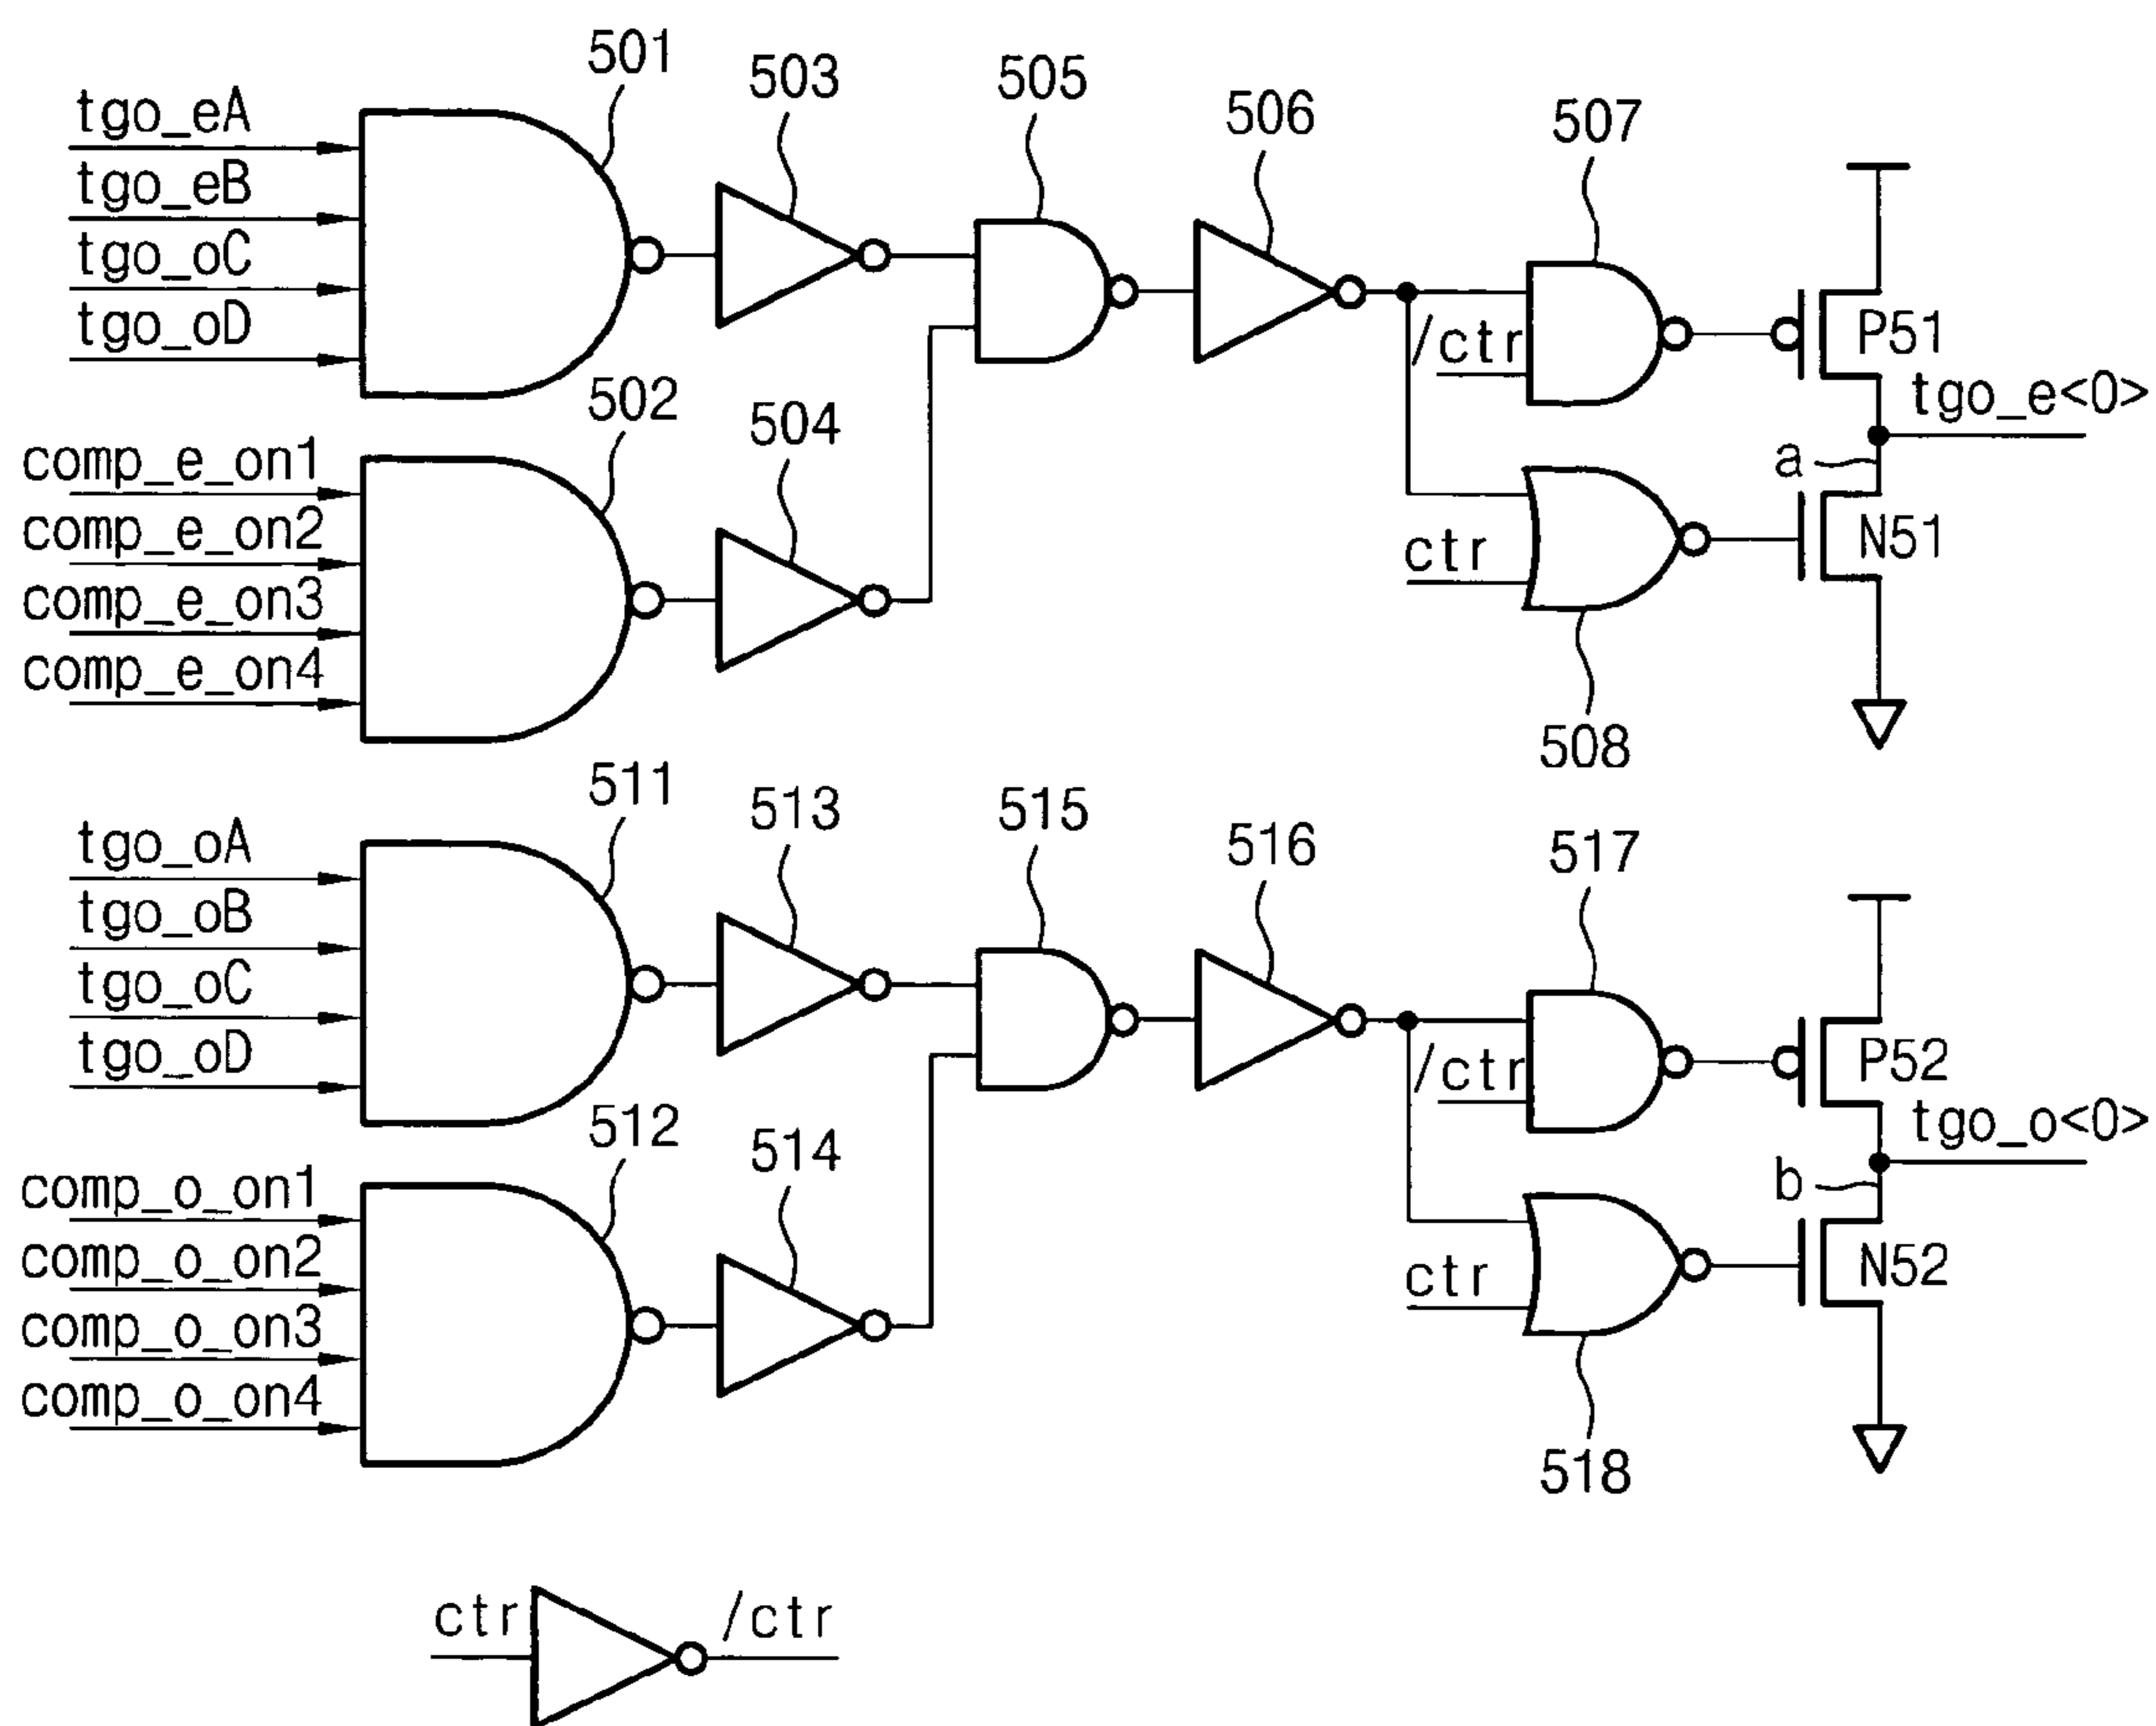 501
503
505
506
507
tgo_eA
tgo_eB
tgo_oC
tgo_oD
/ctr
P51
tgo_e<0>
502
504
comp_e_on1
comp_e_on2
comp_e_on3
comp_e_on4
a
ctr
N51
508
511
513
515
516
517
tgo_oA
tgo_oB
tgo_oC
tgo_oD
/ctr
P52
tgo_o<0>
512
514
comp_o_on1
comp_o_on2
comp_o_on3
comp_o_on4
b
ctr
N52
518
ctr
/ctr